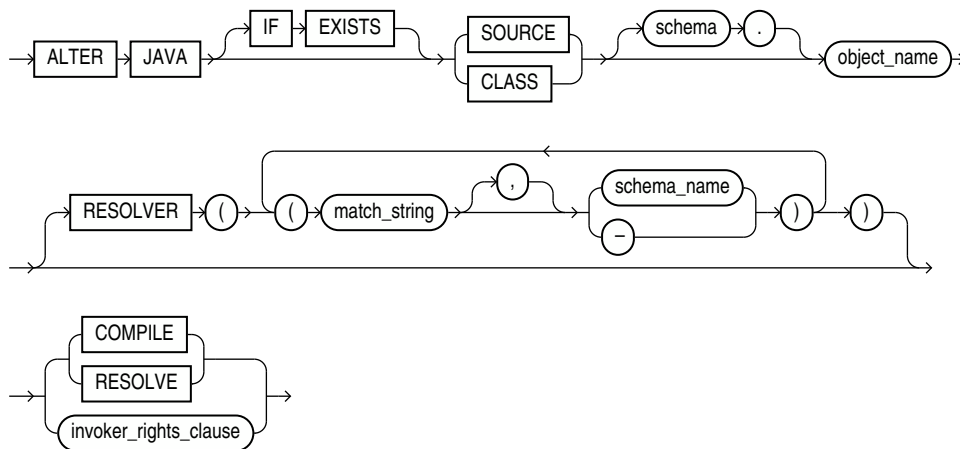 IF EXISTS SOURCE schema .
ALTER JAVA CLASS object_name
, schema_name
RESOLVER ( ( match_string – ) )
COMPILE
RESOLVE
invoker_rights_clause